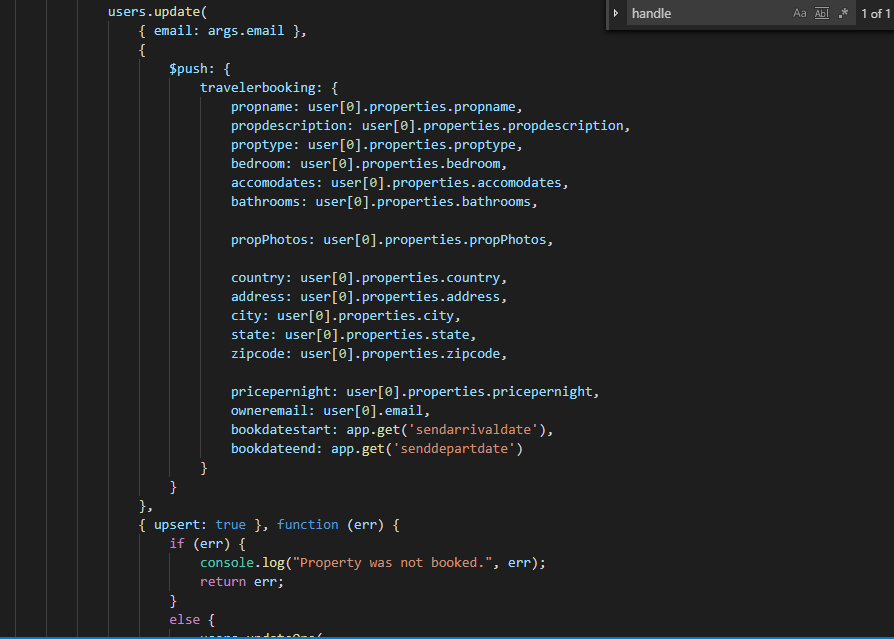 users.update(
handle Aa Abl .* 1 of 1
{ email: args.email },
{
$push: {
travelerbooking: {
propname: user[0].properties.propname,
propdescription: user[0].properties.propdescription,
proptype: user[0].properties.proptype,
bedroom: user[0].properties.bedroom,
accomodates: user[0].properties.accomodates,
bathrooms: user[0].properties.bathrooms,
propPhotos: user[0].properties.propPhotos,
country: user[0].properties.country,
address: user[0].properties.address,
city: user[0].properties.city,
state: user[0].properties.state,
zipcode: user[0].properties.zipcode,
pricepernight: user[0].properties.pricepernight,
owneremail: user[0].email,
bookdatestart: app.get('sendarrivaldate'),
bookdateend: app.get('senddepartdate')
}
}
},
{ upsert: true }, function (err) {
if (err) {
console.log("Property was not booked.", err);
return err;
}
else {
users.updateOne(